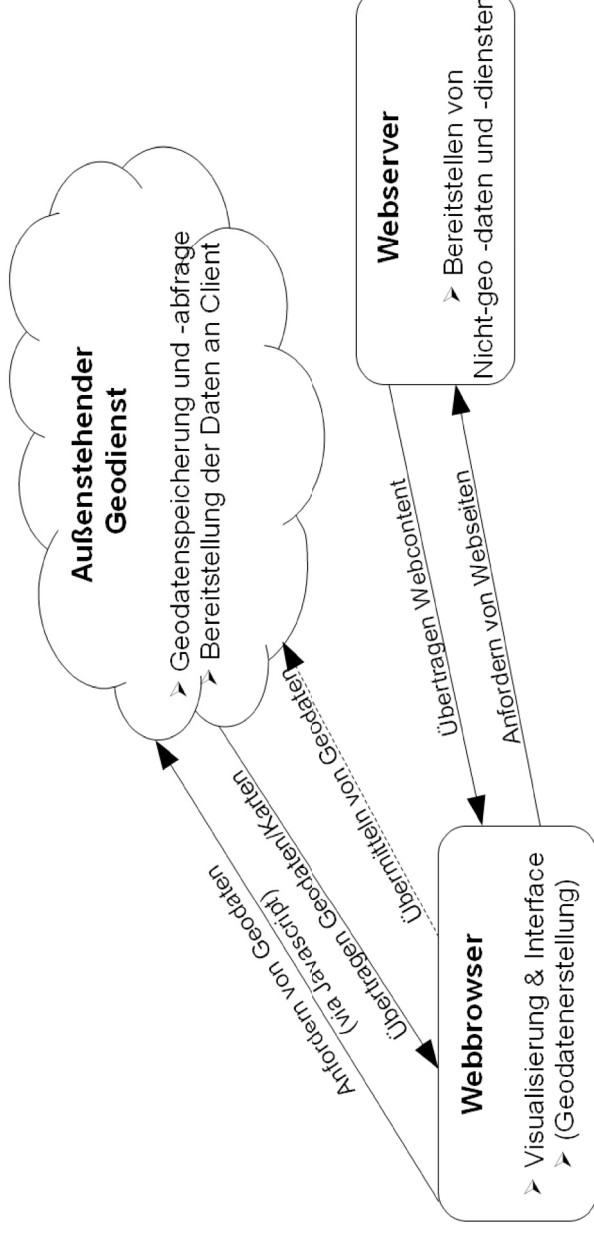 Außenstehender
Geodienst
➢ Geodatenspeicherung und -abfrage
➢ Bereitstellung der Daten an Client
Anfordern von Geodaten
Übertragen Geodaten/Karten
(via Javascript)
Übermitteln von Geodaten
Webbrowser
➢ Visualisierung & Interface
➢ (Geodatenerstellung)
Übertragen Webcontent
Anfordern von Webseiten
Webserver
➢ Bereitstellen von
Nicht-geo -daten und -diensten